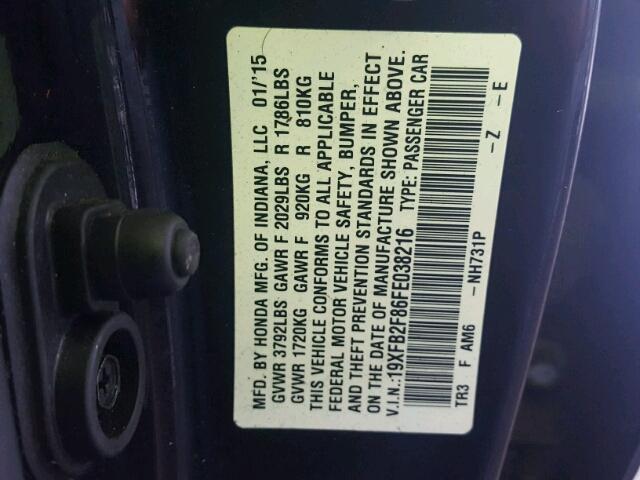 MFD. BY HONDA MFG. OF INDIANA, LLC 01/'15
GVWR 3792LBS GAWR F 2029LBS R 1786LBS
GVWR 1720KG GAWR F 920KG R 810KG
THIS VEHICLE CONFORMS TO ALL APPLICABLE
FEDERAL MOTOR VEHICLE SAFETY, BUMPER,
AND THEFT PREVENTION STANDARDS IN EFFECT
ON THE DATE OF MANUFACTURE SHOWN ABOVE.
V.I.N.:19XFB2F86FE038216 TYPE: PASSENGER CAR
TR3 F AM6 -NH731P -Z -E